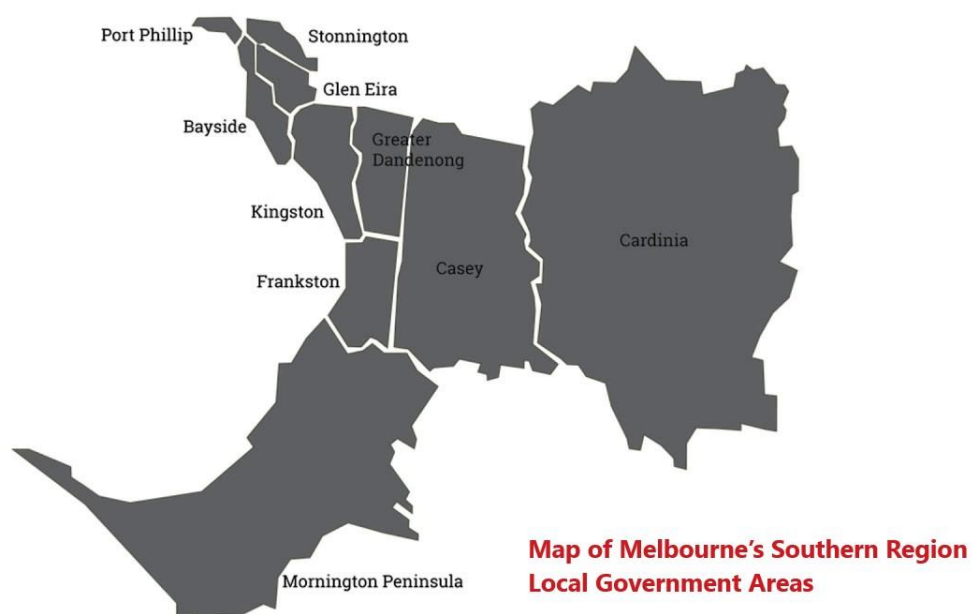 Port Phillip
Stonnington
Glen Eira
Bayside
Greater
Dandenong
Kingston
Cardinia
Casey
Frankston
Map of Melbourne’s Southern Region
Local Government Areas
Mornington Peninsula